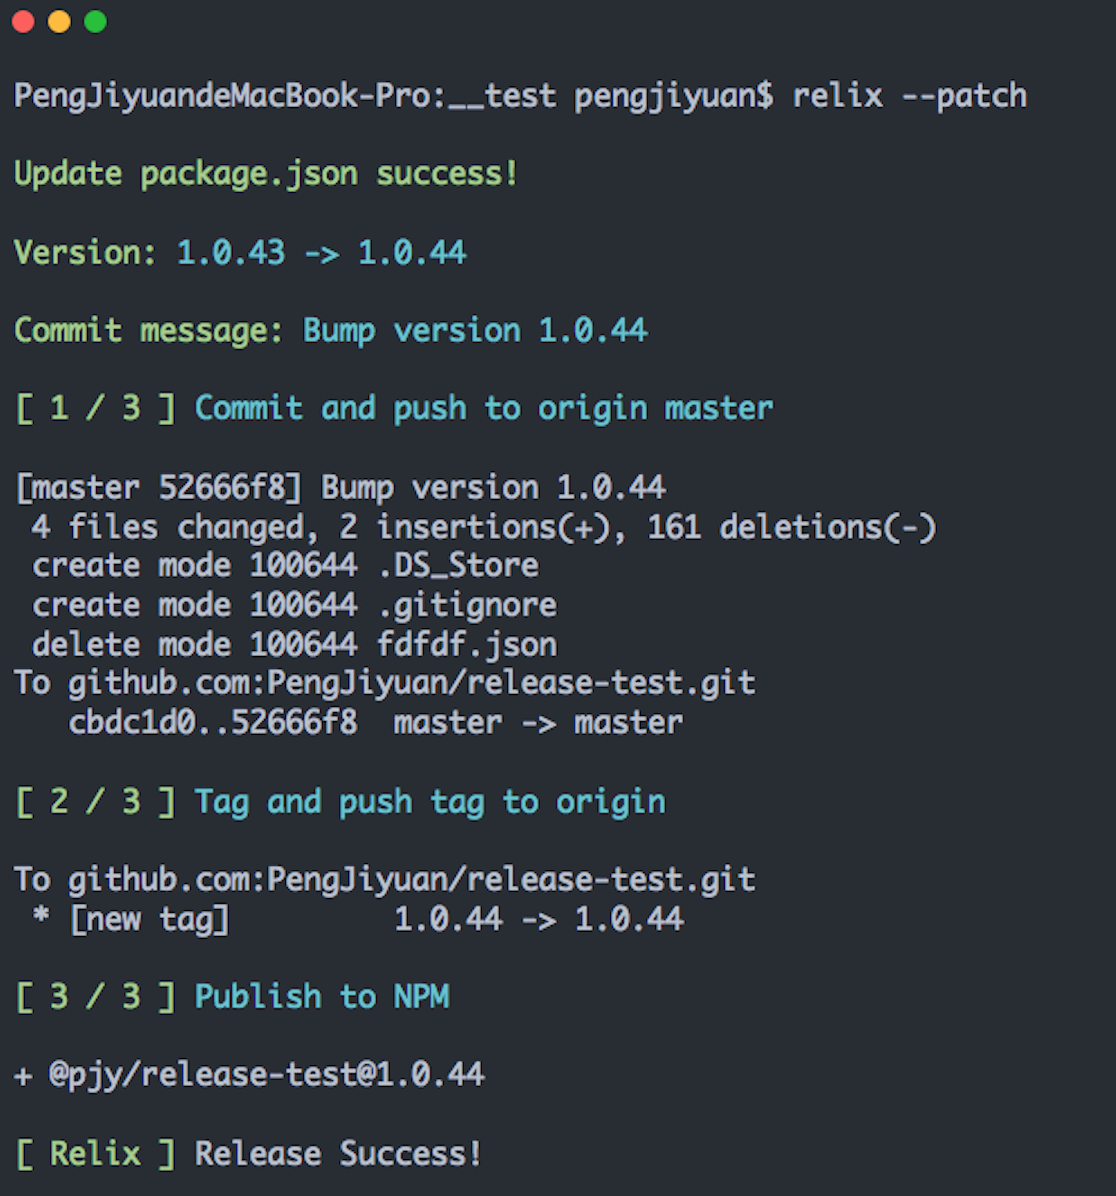 PengJiyuandeMacBook-Pro:__test pengjiyuan$ relix --patch
Update package.json success!
Version: 1.0.43 -> 1.0.44
Commit message: Bump version 1.0.44
[ 1 / 3 ] Commit and push to origin master
[master 52666f8] Bump version 1.0.44
 4 files changed, 2 insertions(+), 161 deletions(-)
 create mode 100644 .DS_Store
 create mode 100644 .gitignore
 delete mode 100644 fdfdf.json
To github.com:PengJiyuan/release-test.git
   cbdc1d0..52666f8  master -> master
[ 2 / 3 ] Tag and push tag to origin
To github.com:PengJiyuan/release-test.git
 * [new tag]         1.0.44 -> 1.0.44
[ 3 / 3 ] Publish to NPM
+ @pjy/release-test@1.0.44
[ Relix ] Release Success!